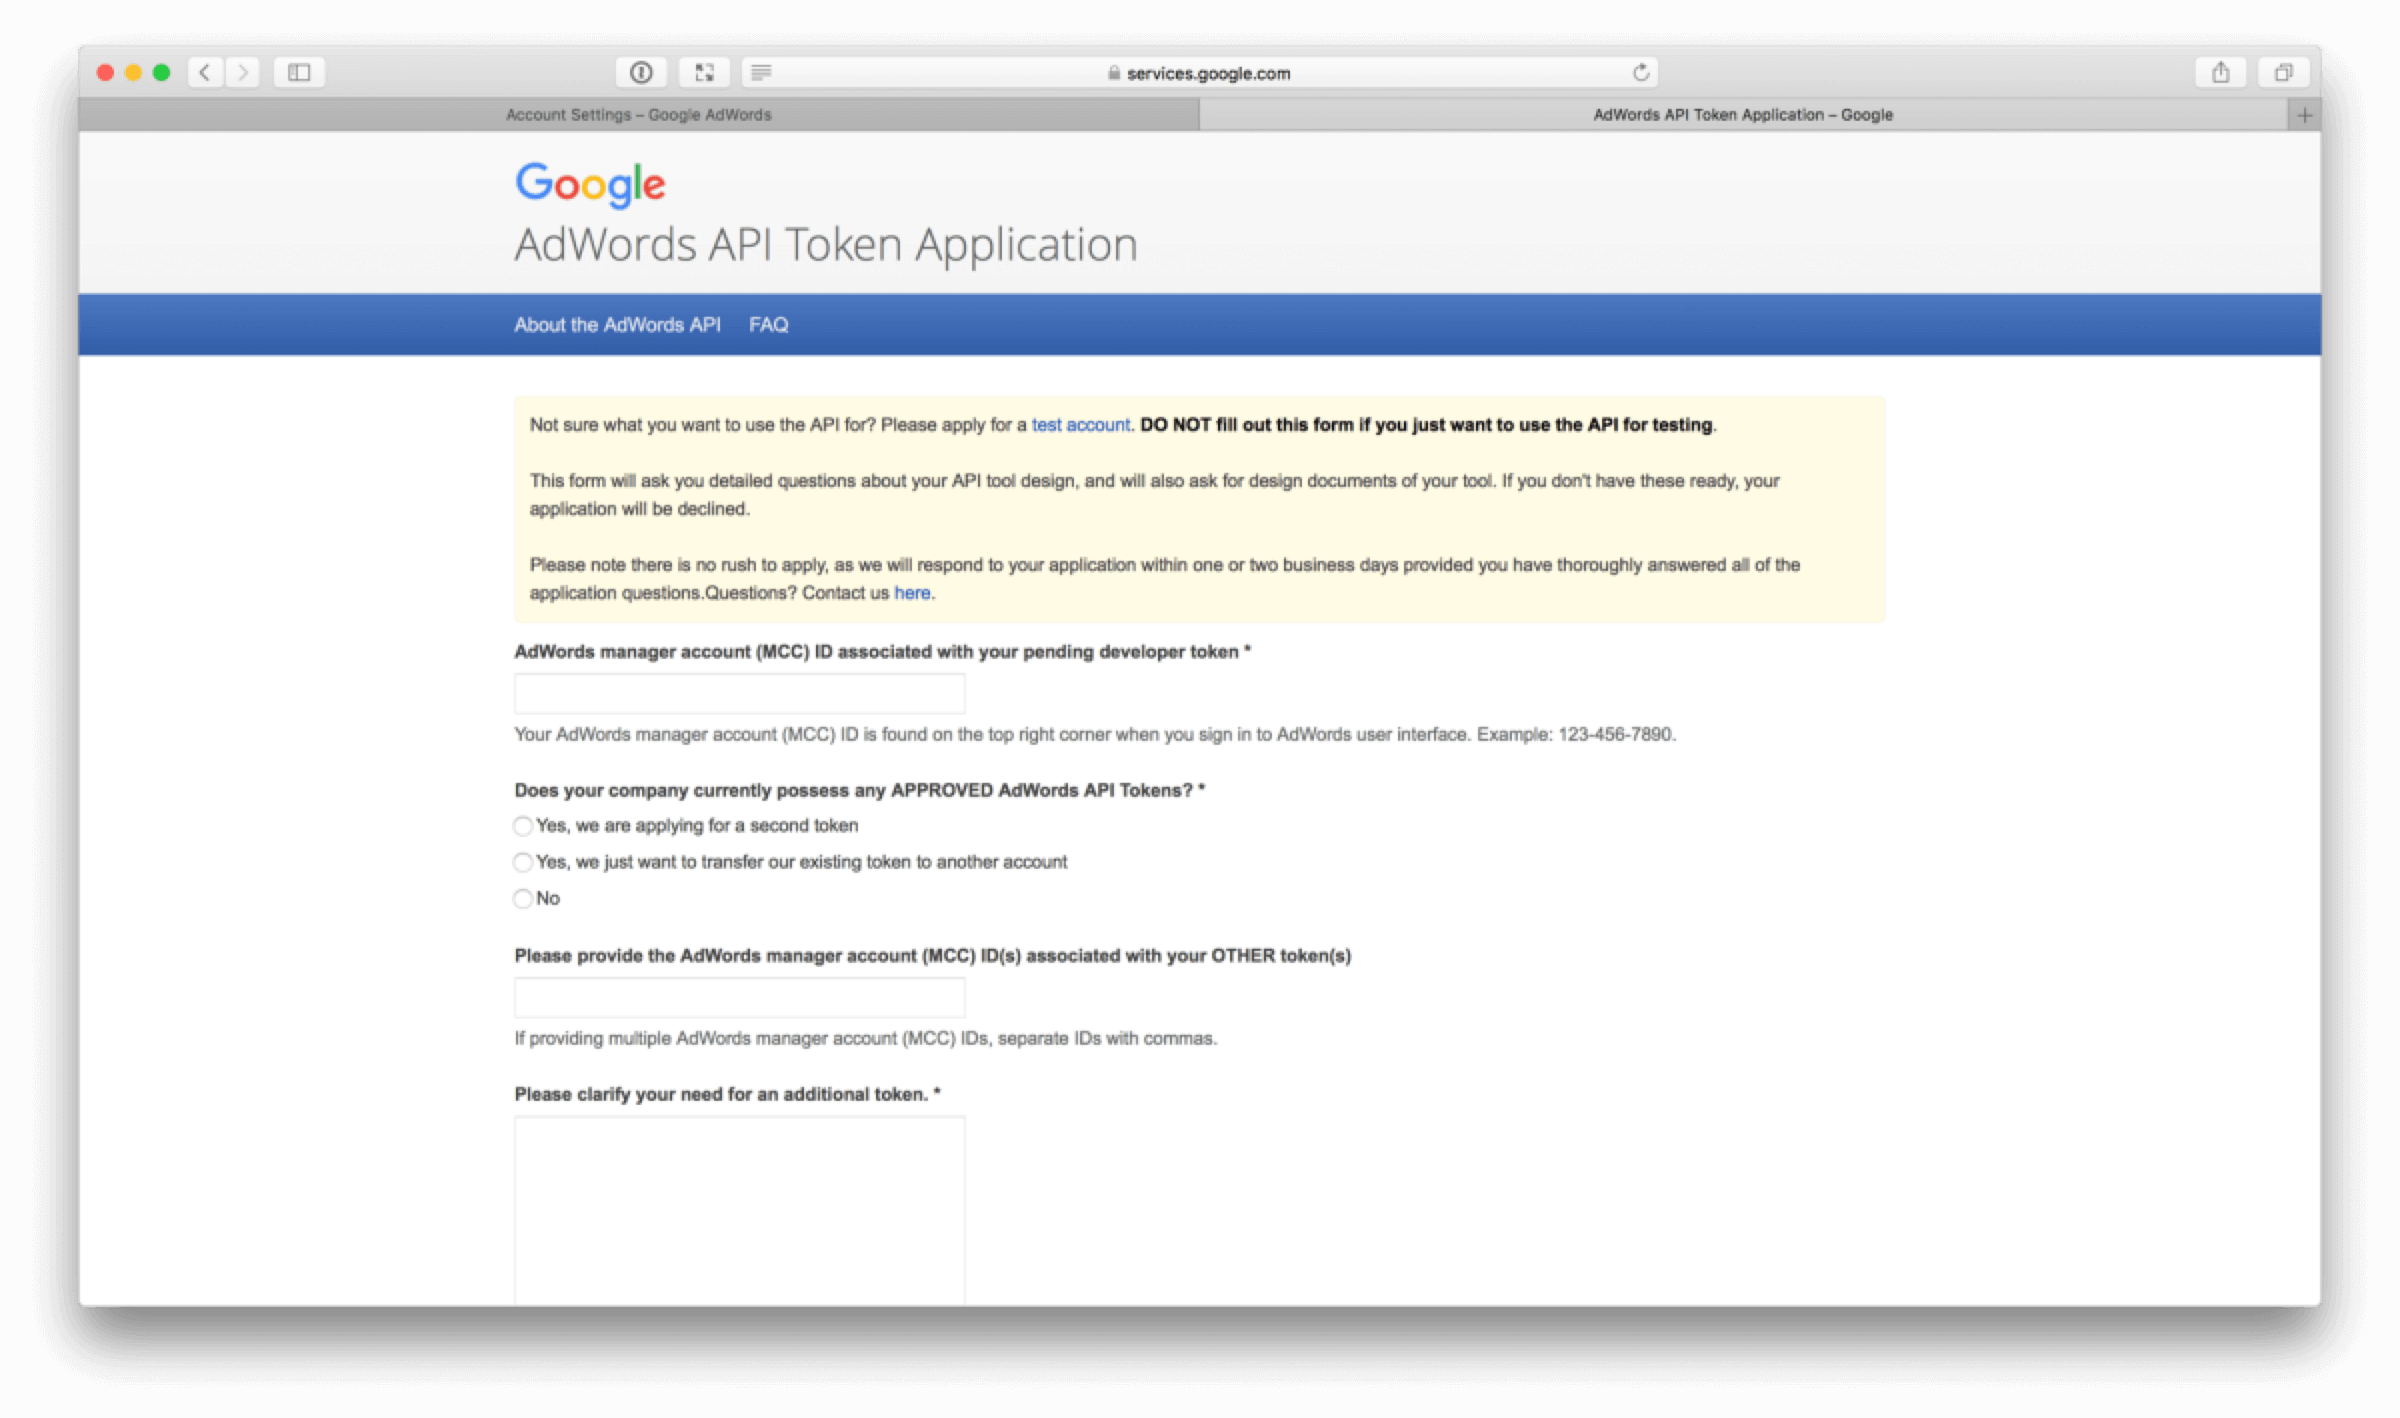 services.google.com
Account Settings – Google AdWords
AdWords API Token Application – Google
Google
AdWords API Token Application
About the AdWords API FAQ
Not sure what you want to use the API for? Please apply for a test account. DO NOT fill out this form if you just want to use the API for testing.
This form will ask you detailed questions about your API tool design, and will also ask for design documents of your tool. If you don't have these ready, your
application will be declined.
Please note there is no rush to apply, as we will respond to your application within one or two business days provided you have thoroughly answered all of the
application questions.Questions? Contact us here.
AdWords manager account (MCC) ID associated with your pending developer token *
Your AdWords manager account (MCC) ID is found on the top right corner when you sign in to AdWords user interface. Example: 123-456-7890.
Does your company currently possess any APPROVED AdWords API Tokens? *
Yes, we are applying for a second token
Yes, we just want to transfer our existing token to another account
No
Please provide the AdWords manager account (MCC) ID(s) associated with your OTHER token(s)
If providing multiple AdWords manager account (MCC) IDs, separate IDs with commas.
Please clarify your need for an additional token. *